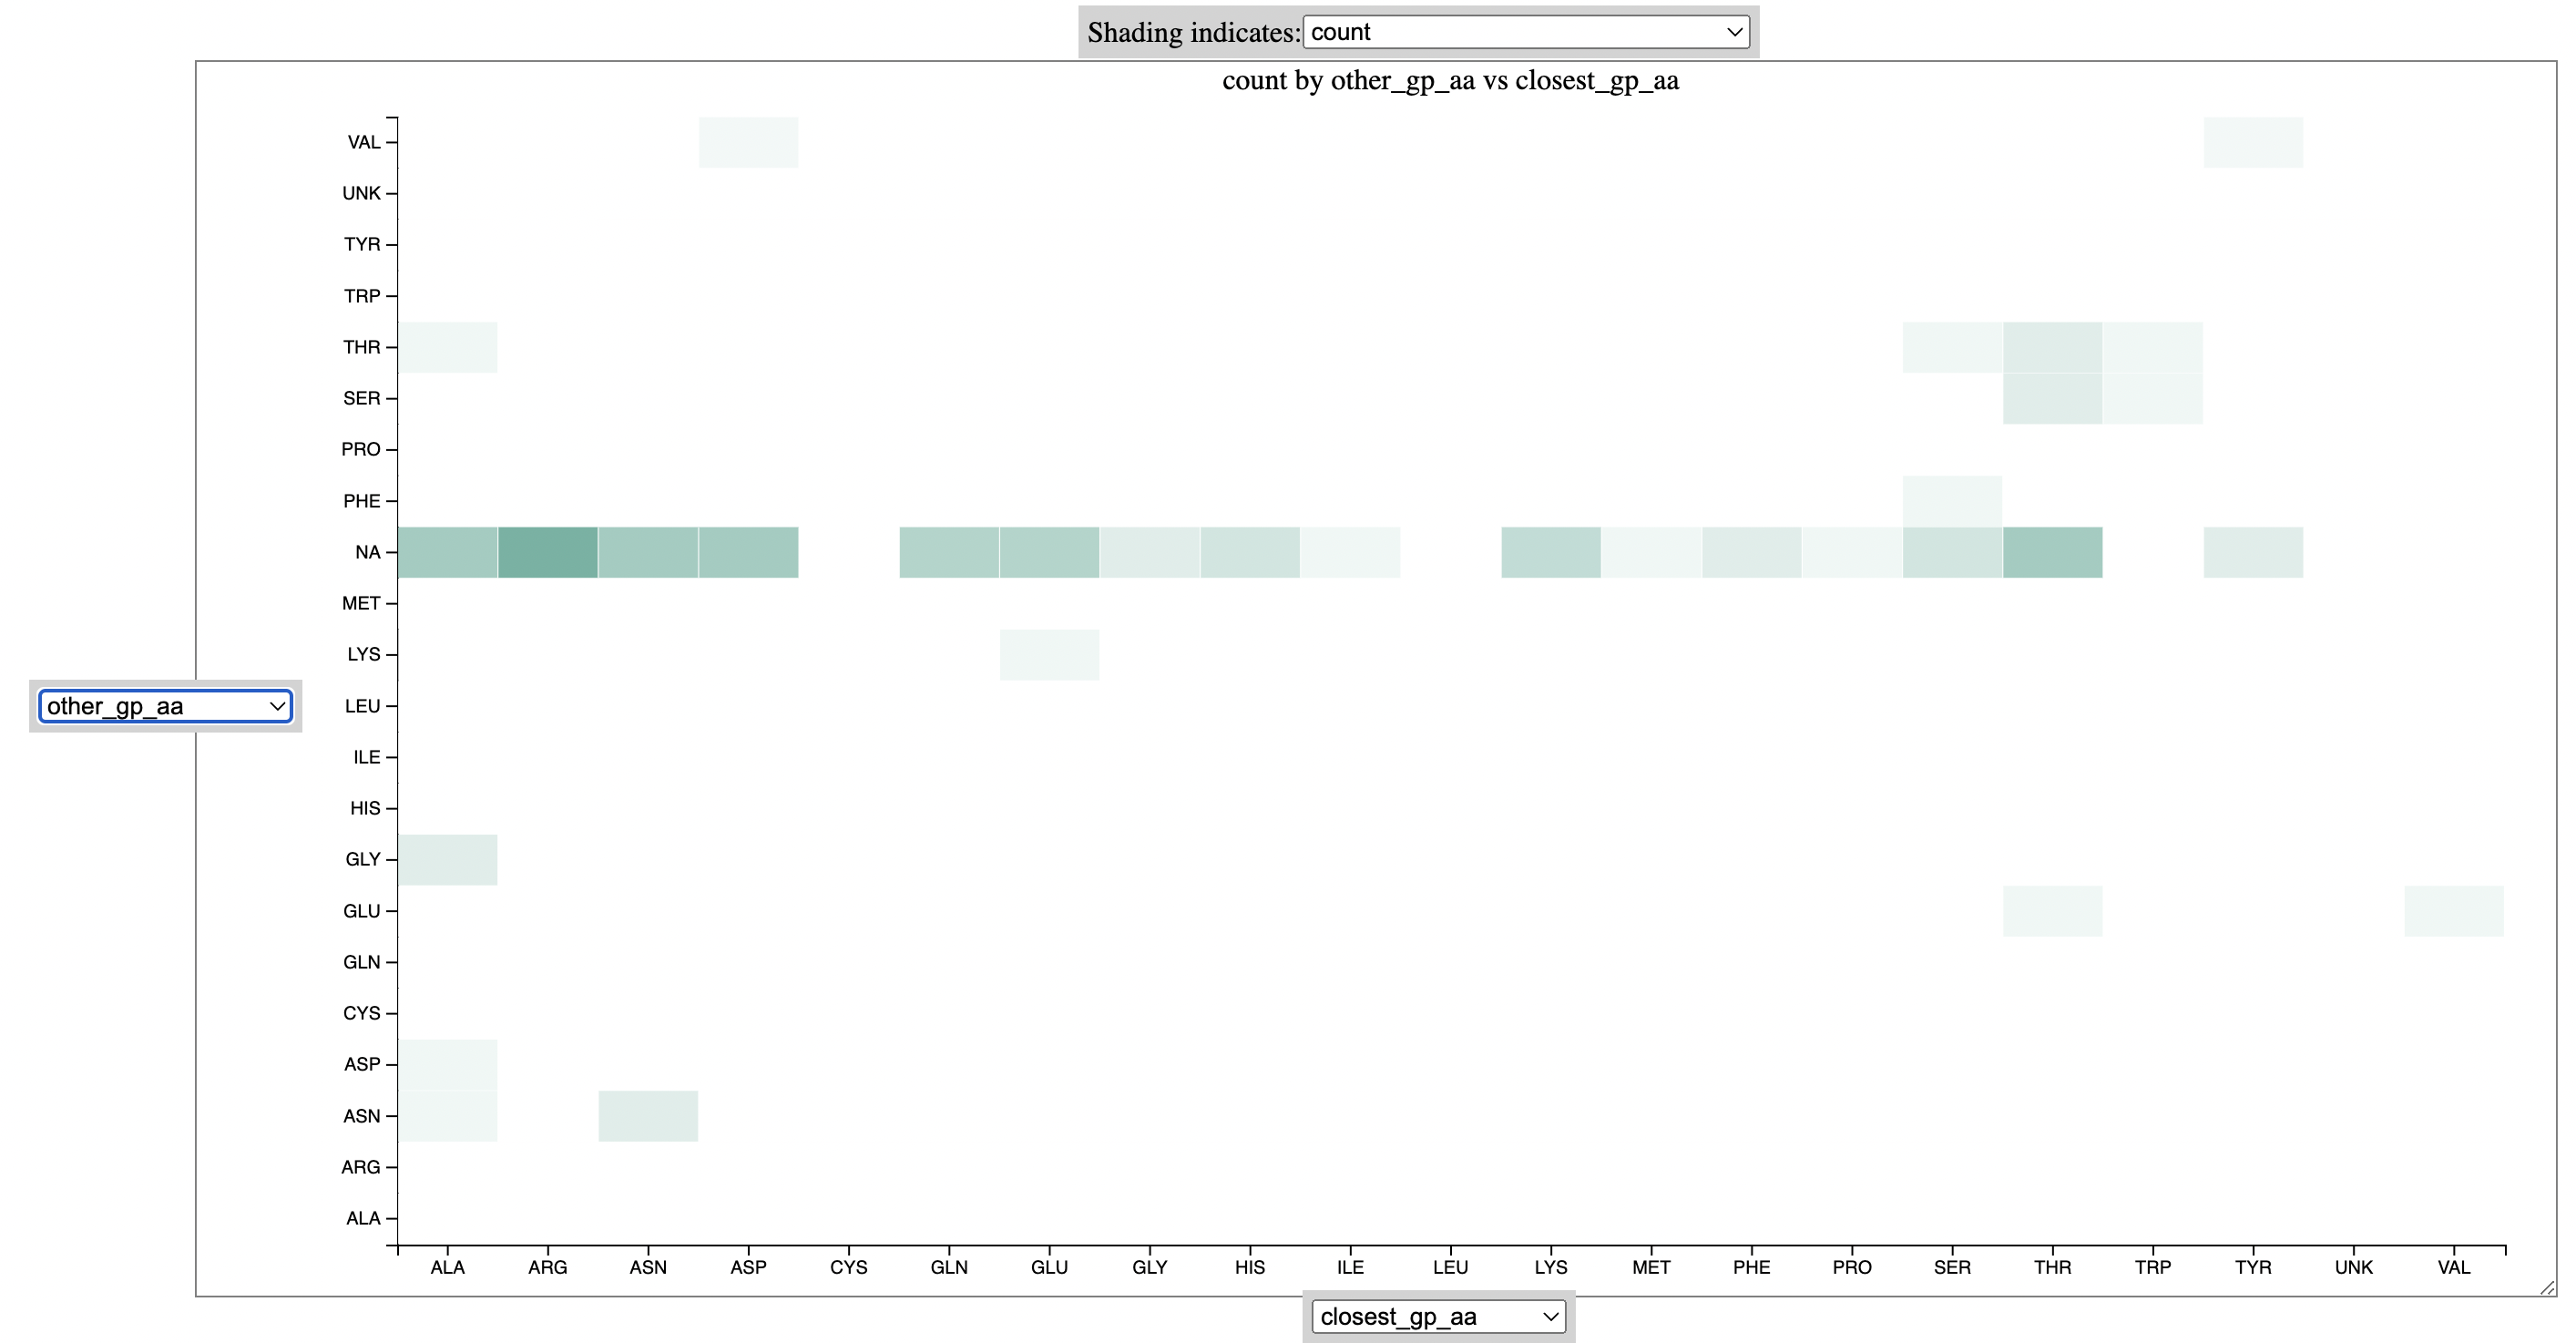 Shading indicates: count
count by other_gp_aa vs closest_gp_aa
VAL
UNK
TYR
TRP
THR
SER
PRO
PHE
NA
MET
LYS
other_gp_aa
LEU
ILE
HIS
GLY
GLU
GLN
CYS
ASP
ASN
ARG
ALA
ALA ARG ASN ASP CYS GLN GLU GLY HIS ILE LEU LYS MET PHE PRO SER THR TRP TYR UNK VAL
closest_gp_aa